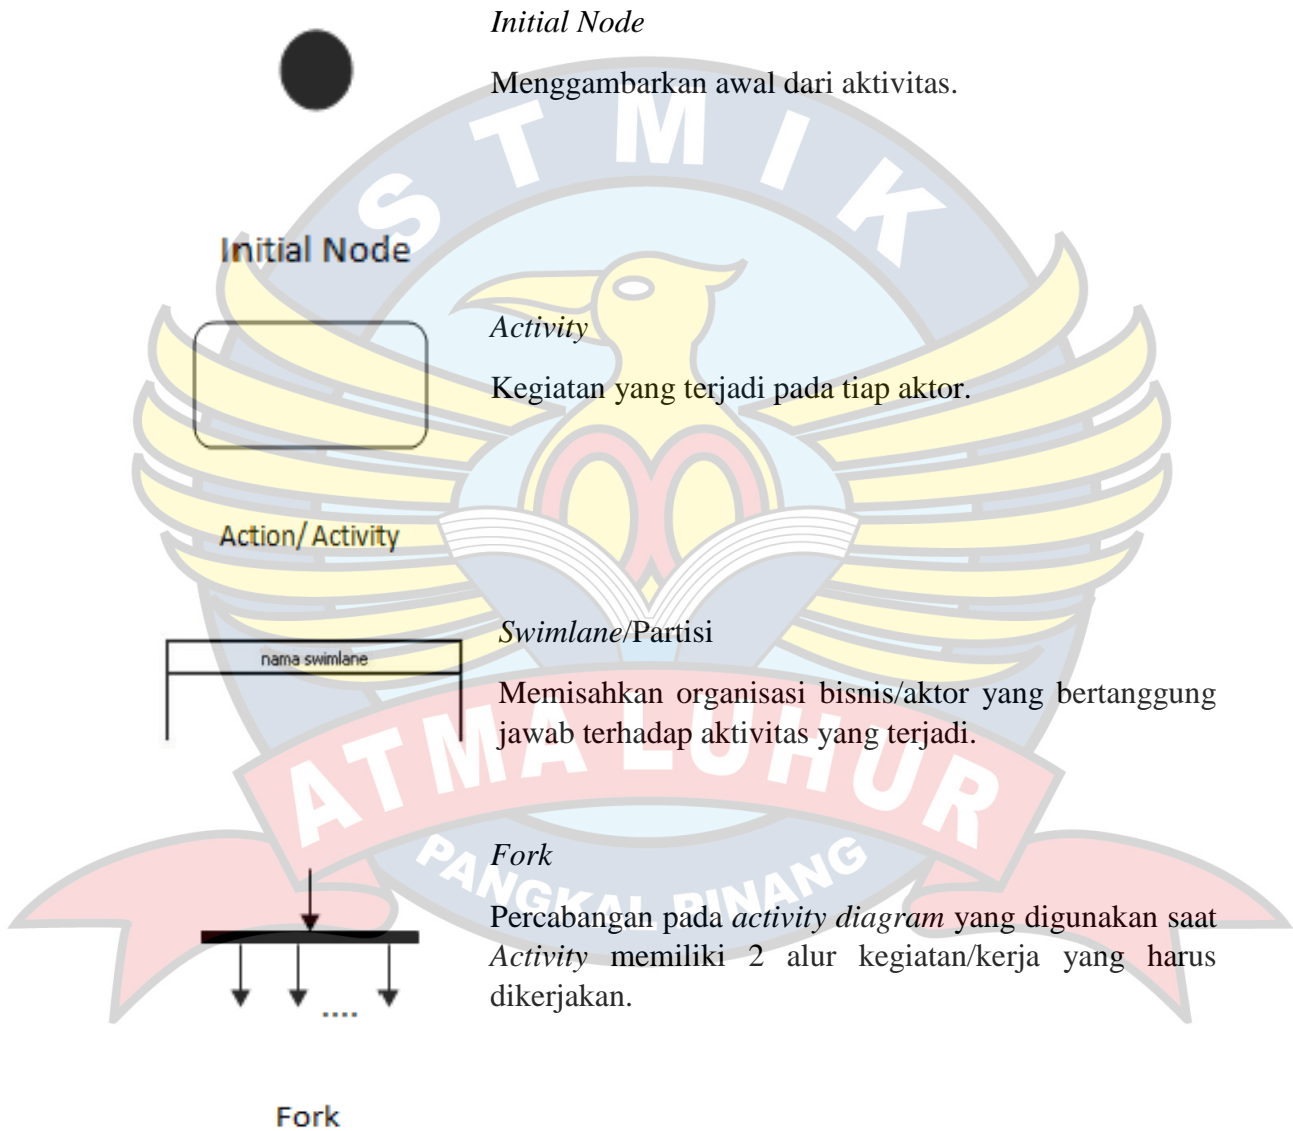 Initial Node
Menggambarkan awal dari aktivitas.
STMIK
Initial Node
Activity
Kegiatan yang terjadi pada tiap aktor.
Action/ Activity
Swimlane/Partisi
nama swimlane
Memisahkan organisasi bisnis/aktor yang bertanggung
jawab terhadap aktivitas yang terjadi.
ATMA LUHUR
PANGKAL PINANG
Fork
Percabangan pada activity diagram yang digunakan saat
Activity memiliki 2 alur kegiatan/kerja yang harus
dikerjakan.
....
Fork